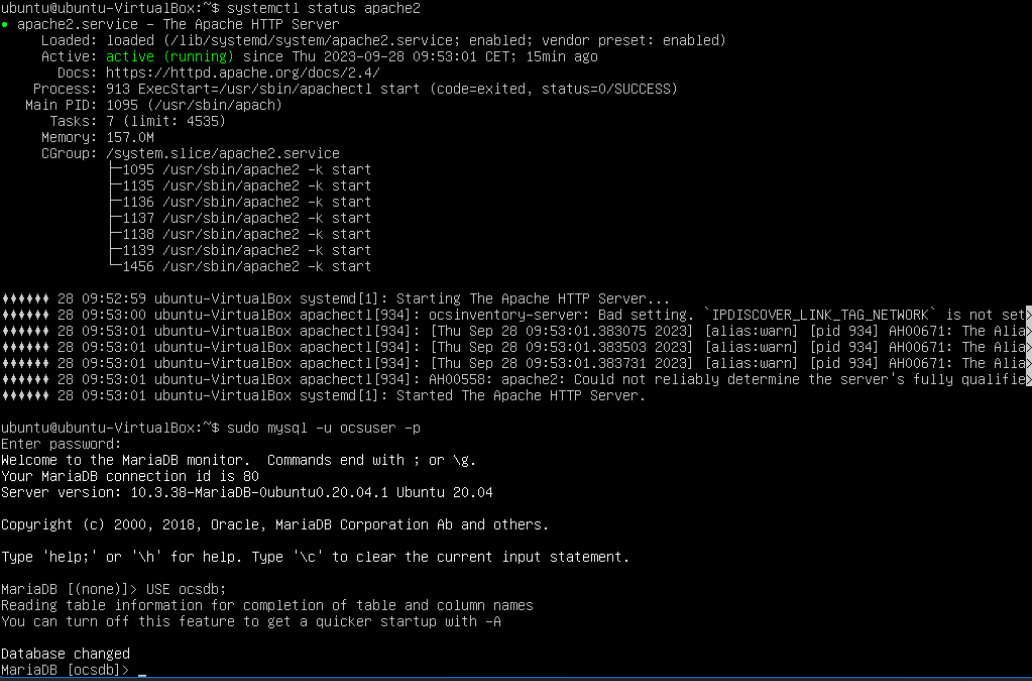 ubuntu@ubuntu-VirtualBox:~$ systemctl status apache2
● apache2.service - The Apache HTTP Server
     Loaded: loaded (/lib/systemd/system/apache2.service; enabled; vendor preset: enabled)
     Active: active (running) since Thu 2023-09-28 09:53:01 CET; 15min ago
       Docs: https://httpd.apache.org/docs/2.4/
    Process: 913 ExecStart=/usr/sbin/apachectl start (code=exited, status=0/SUCCESS)
   Main PID: 1095 (/usr/sbin/apach)
      Tasks: 7 (limit: 4535)
     Memory: 157.0M
     CGroup: /system.slice/apache2.service
             ├─1095 /usr/sbin/apache2 -k start
             ├─1135 /usr/sbin/apache2 -k start
             ├─1136 /usr/sbin/apache2 -k start
             ├─1137 /usr/sbin/apache2 -k start
             ├─1138 /usr/sbin/apache2 -k start
             ├─1139 /usr/sbin/apache2 -k start
             └─1456 /usr/sbin/apache2 -k start
♦♦♦♦♦♦ 28 09:52:59 ubuntu-VirtualBox systemd[1]: Starting The Apache HTTP Server...
♦♦♦♦♦♦ 28 09:53:00 ubuntu-VirtualBox apachectl[934]: ocsinventory-server: Bad setting. `IPDISCOVER_LINK_TAG_NETWORK` is not set>
♦♦♦♦♦♦ 28 09:53:01 ubuntu-VirtualBox apachectl[934]: [Thu Sep 28 09:53:01.383075 2023] [alias:warn] [pid 934] AH00671: The Alia>
♦♦♦♦♦♦ 28 09:53:01 ubuntu-VirtualBox apachectl[934]: [Thu Sep 28 09:53:01.383503 2023] [alias:warn] [pid 934] AH00671: The Alia>
♦♦♦♦♦♦ 28 09:53:01 ubuntu-VirtualBox apachectl[934]: [Thu Sep 28 09:53:01.383731 2023] [alias:warn] [pid 934] AH00671: The Alia>
♦♦♦♦♦♦ 28 09:53:01 ubuntu-VirtualBox apachectl[934]: AH00558: apache2: Could not reliably determine the server's fully qualifie>
♦♦♦♦♦♦ 28 09:53:01 ubuntu-VirtualBox systemd[1]: Started The Apache HTTP Server.
ubuntu@ubuntu-VirtualBox:~$ sudo mysql -u ocsuser -p
Enter password:
Welcome to the MariaDB monitor.  Commands end with ; or \g.
Your MariaDB connection id is 80
Server version: 10.3.38-MariaDB-0ubuntu0.20.04.1 Ubuntu 20.04
Copyright (c) 2000, 2018, Oracle, MariaDB Corporation Ab and others.
Type 'help;' or '\h' for help. Type '\c' to clear the current input statement.
MariaDB [(none)]> USE ocsdb;
Reading table information for completion of table and column names
You can turn off this feature to get a quicker startup with -A
Database changed
MariaDB [ocsdb]> _